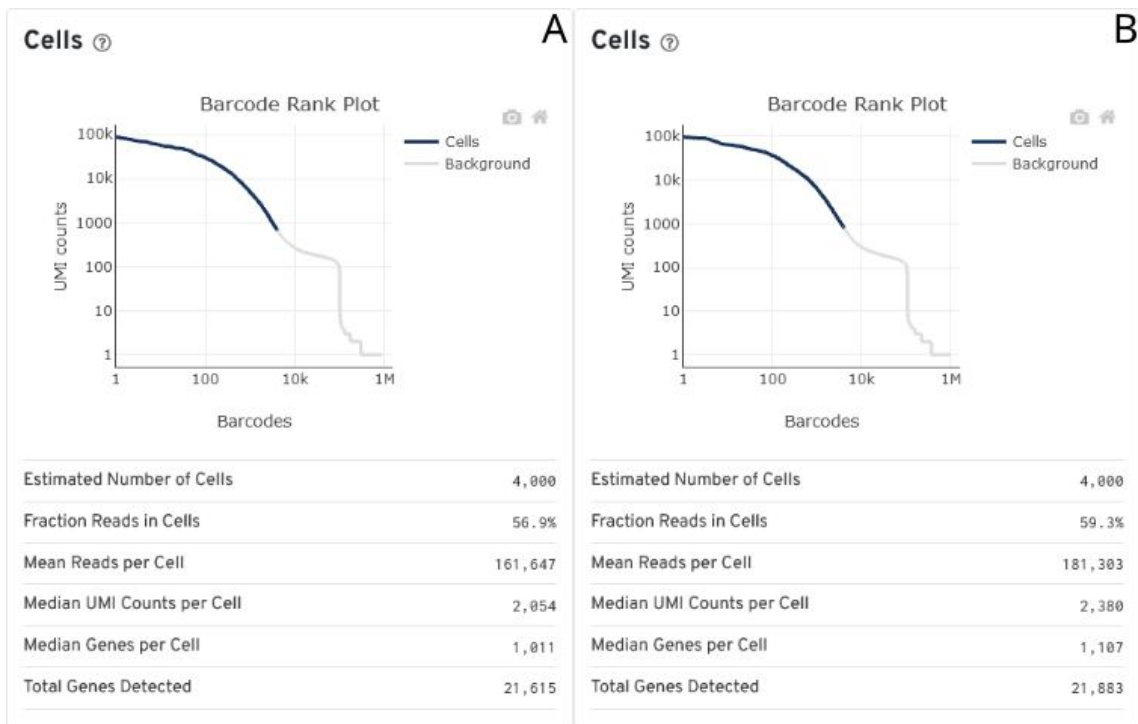 A
Cells ?
Barcode Rank Plot
Cells
Background
UMI counts
100k
10k
1000
100
10
1
1 100 10k 1M
Barcodes
Estimated Number of Cells 4,000
Fraction Reads in Cells 56.9%
Mean Reads per Cell 161,647
Median UMI Counts per Cell 2,054
Median Genes per Cell 1,011
Total Genes Detected 21,615
B
Cells ?
Barcode Rank Plot
Cells
Background
UMI counts
100k
10k
1000
100
10
1
1 100 10k 1M
Barcodes
Estimated Number of Cells 4,000
Fraction Reads in Cells 59.3%
Mean Reads per Cell 181,303
Median UMI Counts per Cell 2,380
Median Genes per Cell 1,107
Total Genes Detected 21,883